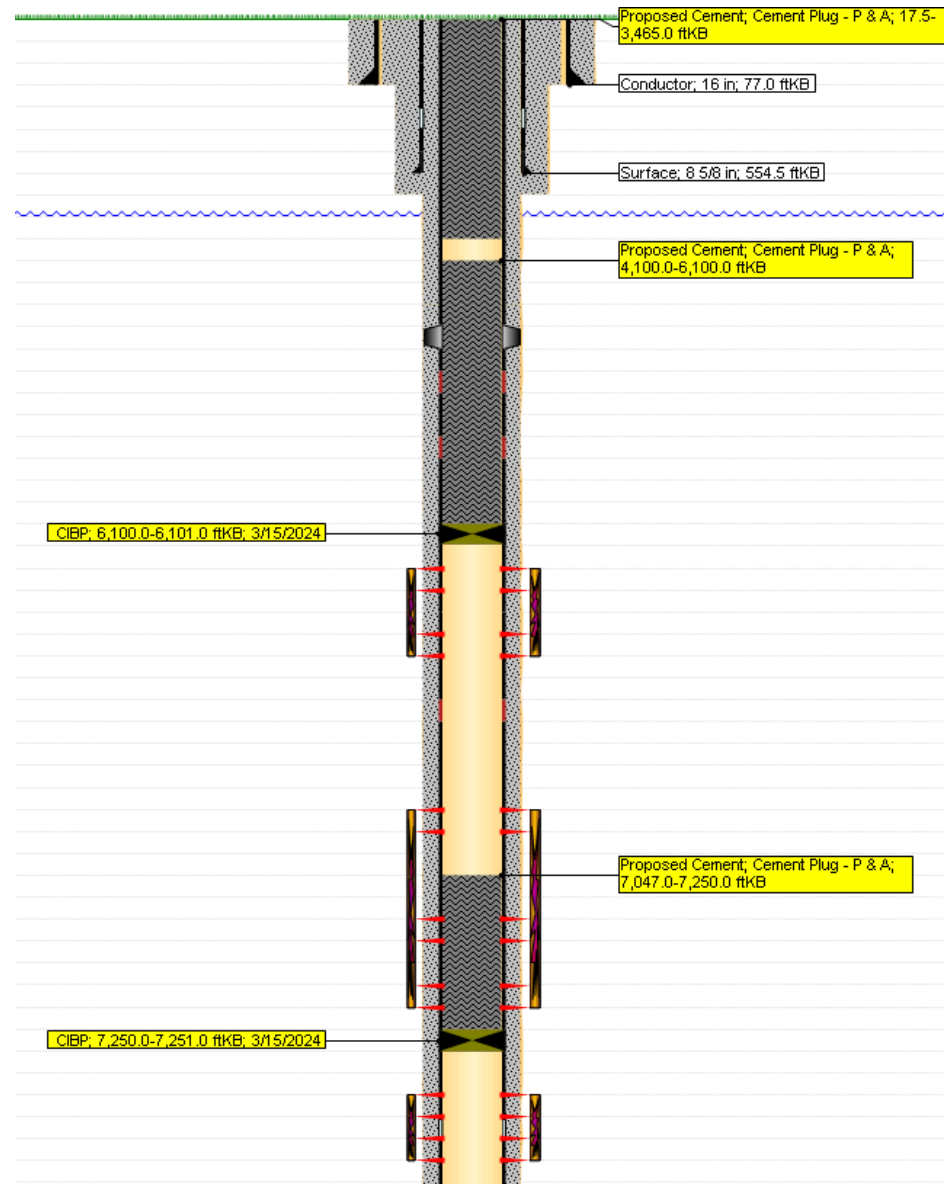 Proposed Cement; Cement Plug - P & A; 17.5-
3,465.0 ftKB
Conductor; 16 in; 77.0 ftKB
Surface; 8 5/8 in; 554.5 ftKB
Proposed Cement; Cement Plug - P & A;
4,100.0-6,100.0 ftKB
CIBP; 6,100.0-6,101.0 ftKB; 3/15/2024
Proposed Cement; Cement Plug - P & A;
7,047.0-7,250.0 ftKB
CIBP; 7,250.0-7,251.0 ftKB; 3/15/2024